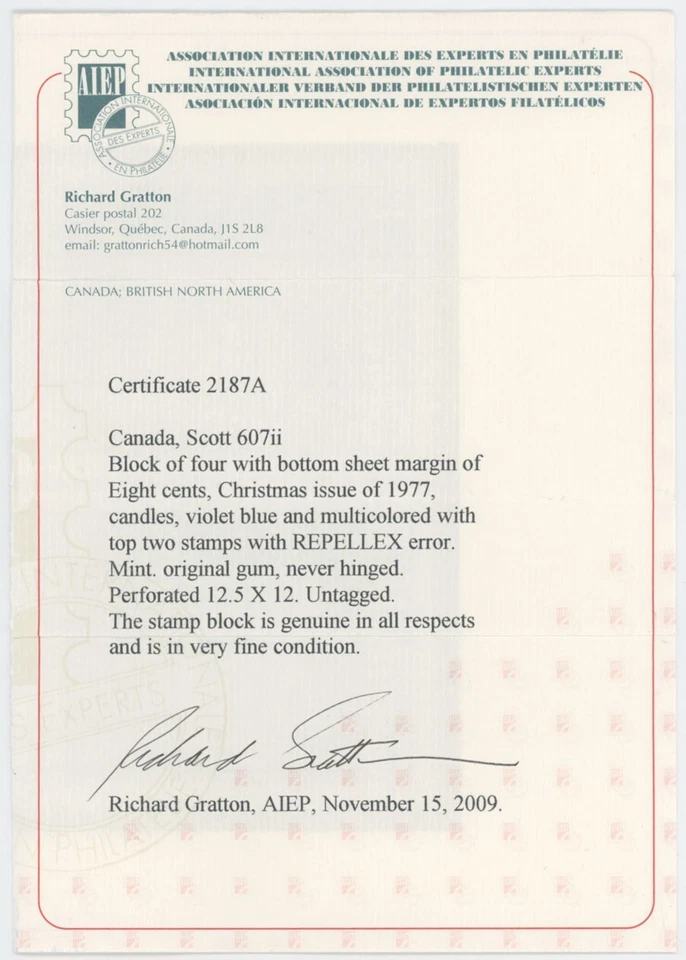 ASSOCIATION INTERNATIONALE DES EXPERTS EN PHILATÉLIE
INTERNATIONAL ASSOCIATION OF PHILATELIC EXPERTS
INTERNATIONALER VERBAND DER PHILATELISTISCHEN EXPERTEN
ASOCIACIÓN INTERNACIONAL DE EXPERTOS FILATÉLICOS
AIEP
ASSOCIATION INTERNATIONALE
DES EXPERTS
EN PHILATÉLIE
Richard Gratton
Casier postal 202
Windsor, Québec, Canada, J1S 2L8
email: grattonrich54@hotmail.com
CANADA; BRITISH NORTH AMERICA
Certificate 2187A
Canada, Scott 607ii
Block of four with bottom sheet margin of
Eight cents, Christmas issue of 1977,
candles, violet blue and multicolored with
top two stamps with REPELLEX error.
Mint. original gum, never hinged.
Perforated 12.5 X 12. Untagged.
The stamp block is genuine in all respects
and is in very fine condition.
Richard Gratton
Richard Gratton, AIEP, November 15, 2009.